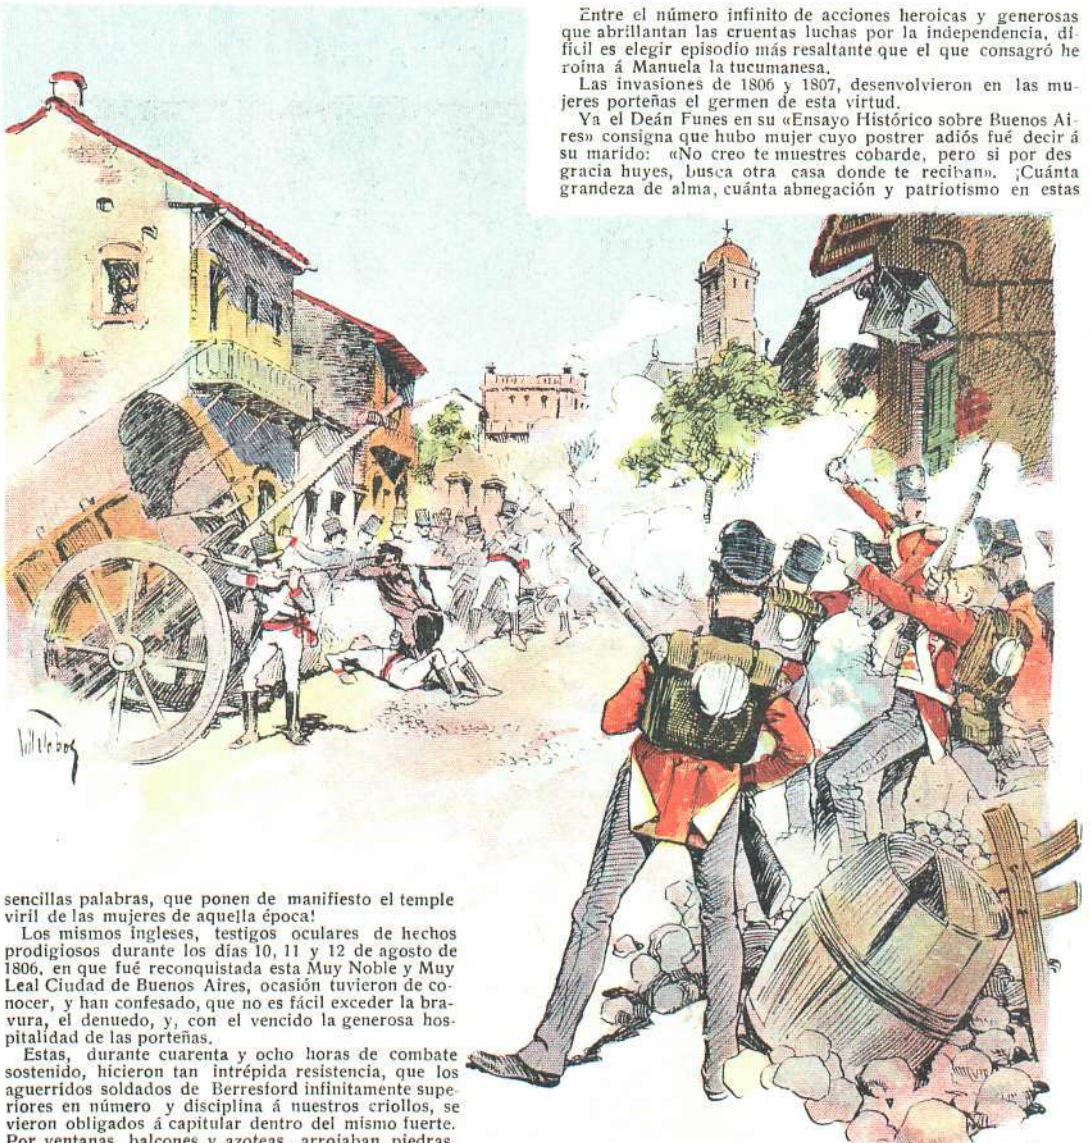 Entre el número infinito de acciones heroicas y generosas
que abrillantan las cruentas luchas por la independencia, di-
ficil es elegir episodio más resaltante que el que consagró he
roina á Manuela la tucumanesa.
Las invasiones de 1806 y 1807, desenvolvieron en las mu-
jeres porteñas el germen de esta virtud.
Ya el Deán Funes en su «Ensayo Histórico sobre Buenos Ai-
res» consigna que hubo mujer cuyo postrer adiós fué decir á
su marido: «No creo te muestres cobarde, pero si por des
gracia huyes, busca otra casa donde te reciban». ¡Cuánta
grandeza de alma, cuánta abnegación y patriotismo en estas
sencillas palabras, que ponen de manifiesto el temple
viril de las mujeres de aquella época!
Los mismos ingleses, testigos oculares de hechos
prodigiosos durante los dias 10, 11 y 12 de agosto de
1806, en que fué reconquistada esta Muy Noble y Muy
Leal Ciudad de Buenos Aires, ocasión tuvieron de co-
nocer, y han confesado, que no es fácil exceder la bra-
vura, el denuedo, y, con el vencido la generosa hos-
pitalidad de las porteñas.
Estas, durante cuarenta y ocho horas de combate
sostenido, hicieron tan intrépida resistencia, que los
aguerridos soldados de Berresford infinitamente supe-
riores en número y disciplina á nuestros criollos, se
vieron obligados á capitular dentro del mismo fuerte.
Por ventanas, balcones y azoteas, arrojaban piedras,